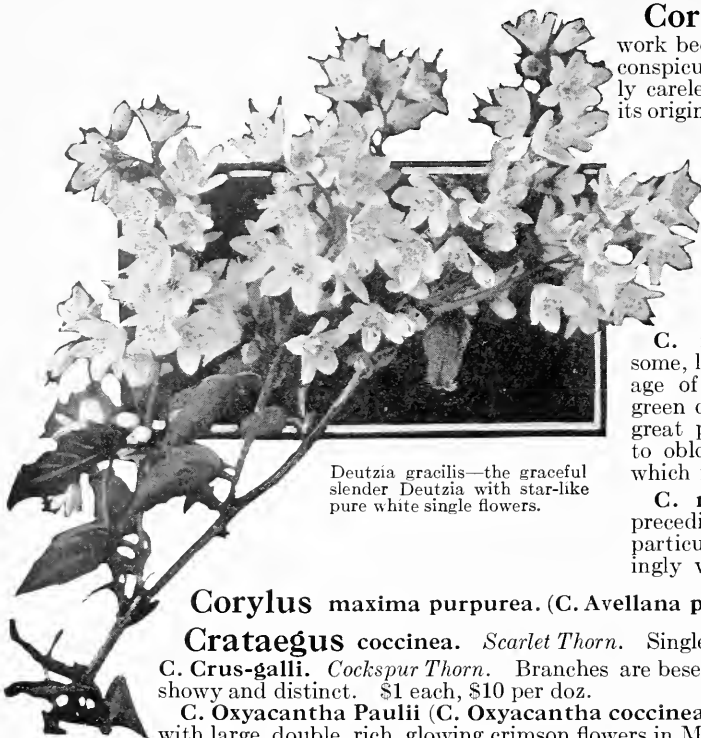 Cor
work bec
conspicu
ly carele
its origin
C.
some, l
age of
green o
great p
to oblo
which
C.
precedi
particu
ingly v
Deutzia gracilis—the graceful
slender Deutzia with star-like
pure white single flowers.
Corylus maxima purpurea. (C. Avellana p
Crataegus coccinea. Scarlet Thorn. Single
C. Crus-galli. Cockspur Thorn. Branches are bese
showy and distinct. $1 each, $10 per doz.
C. Oxyacantha Paulii (C. Oxyacantha coccinea
with large, double, rich, glowing crimson flowers in M